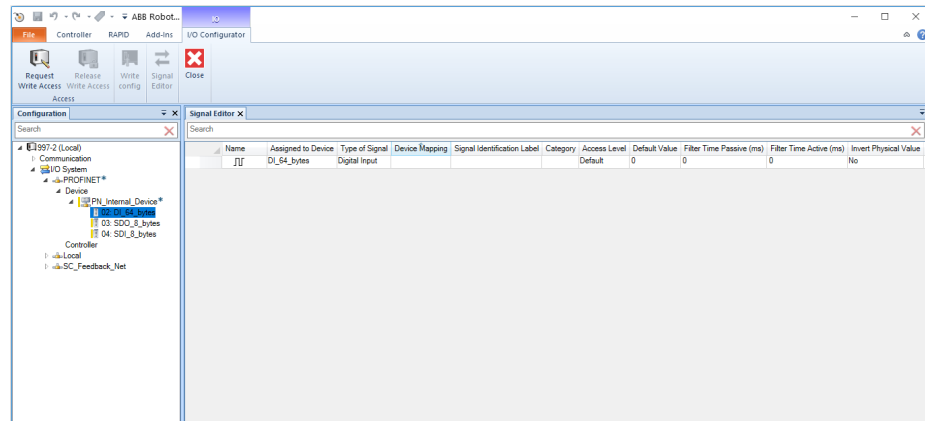 ABB Robot...
IO
File Controller RAPID Add-Ins I/O Configurator
Request Write Access
Release Write Access
Write config
Signal Editor
Close
Access
Configuration
Search
997-2 (Local)
Communication
I/O System
PROFINET*
Device
PN_Internal_Device*
02: DI_64_bytes
03: SDO_8_bytes
04: SDI_8_bytes
Controller
Local
SC_Feedback_Net
Signal Editor X
Search
Name Assigned to Device Type of Signal Device Mapping Signal Identification Label Category Access Level Default Value Filter Time Passive (ms) Filter Time Active (ms) Invert Physical Value
DI_64_bytes Digital Input Default 0 0 0 No